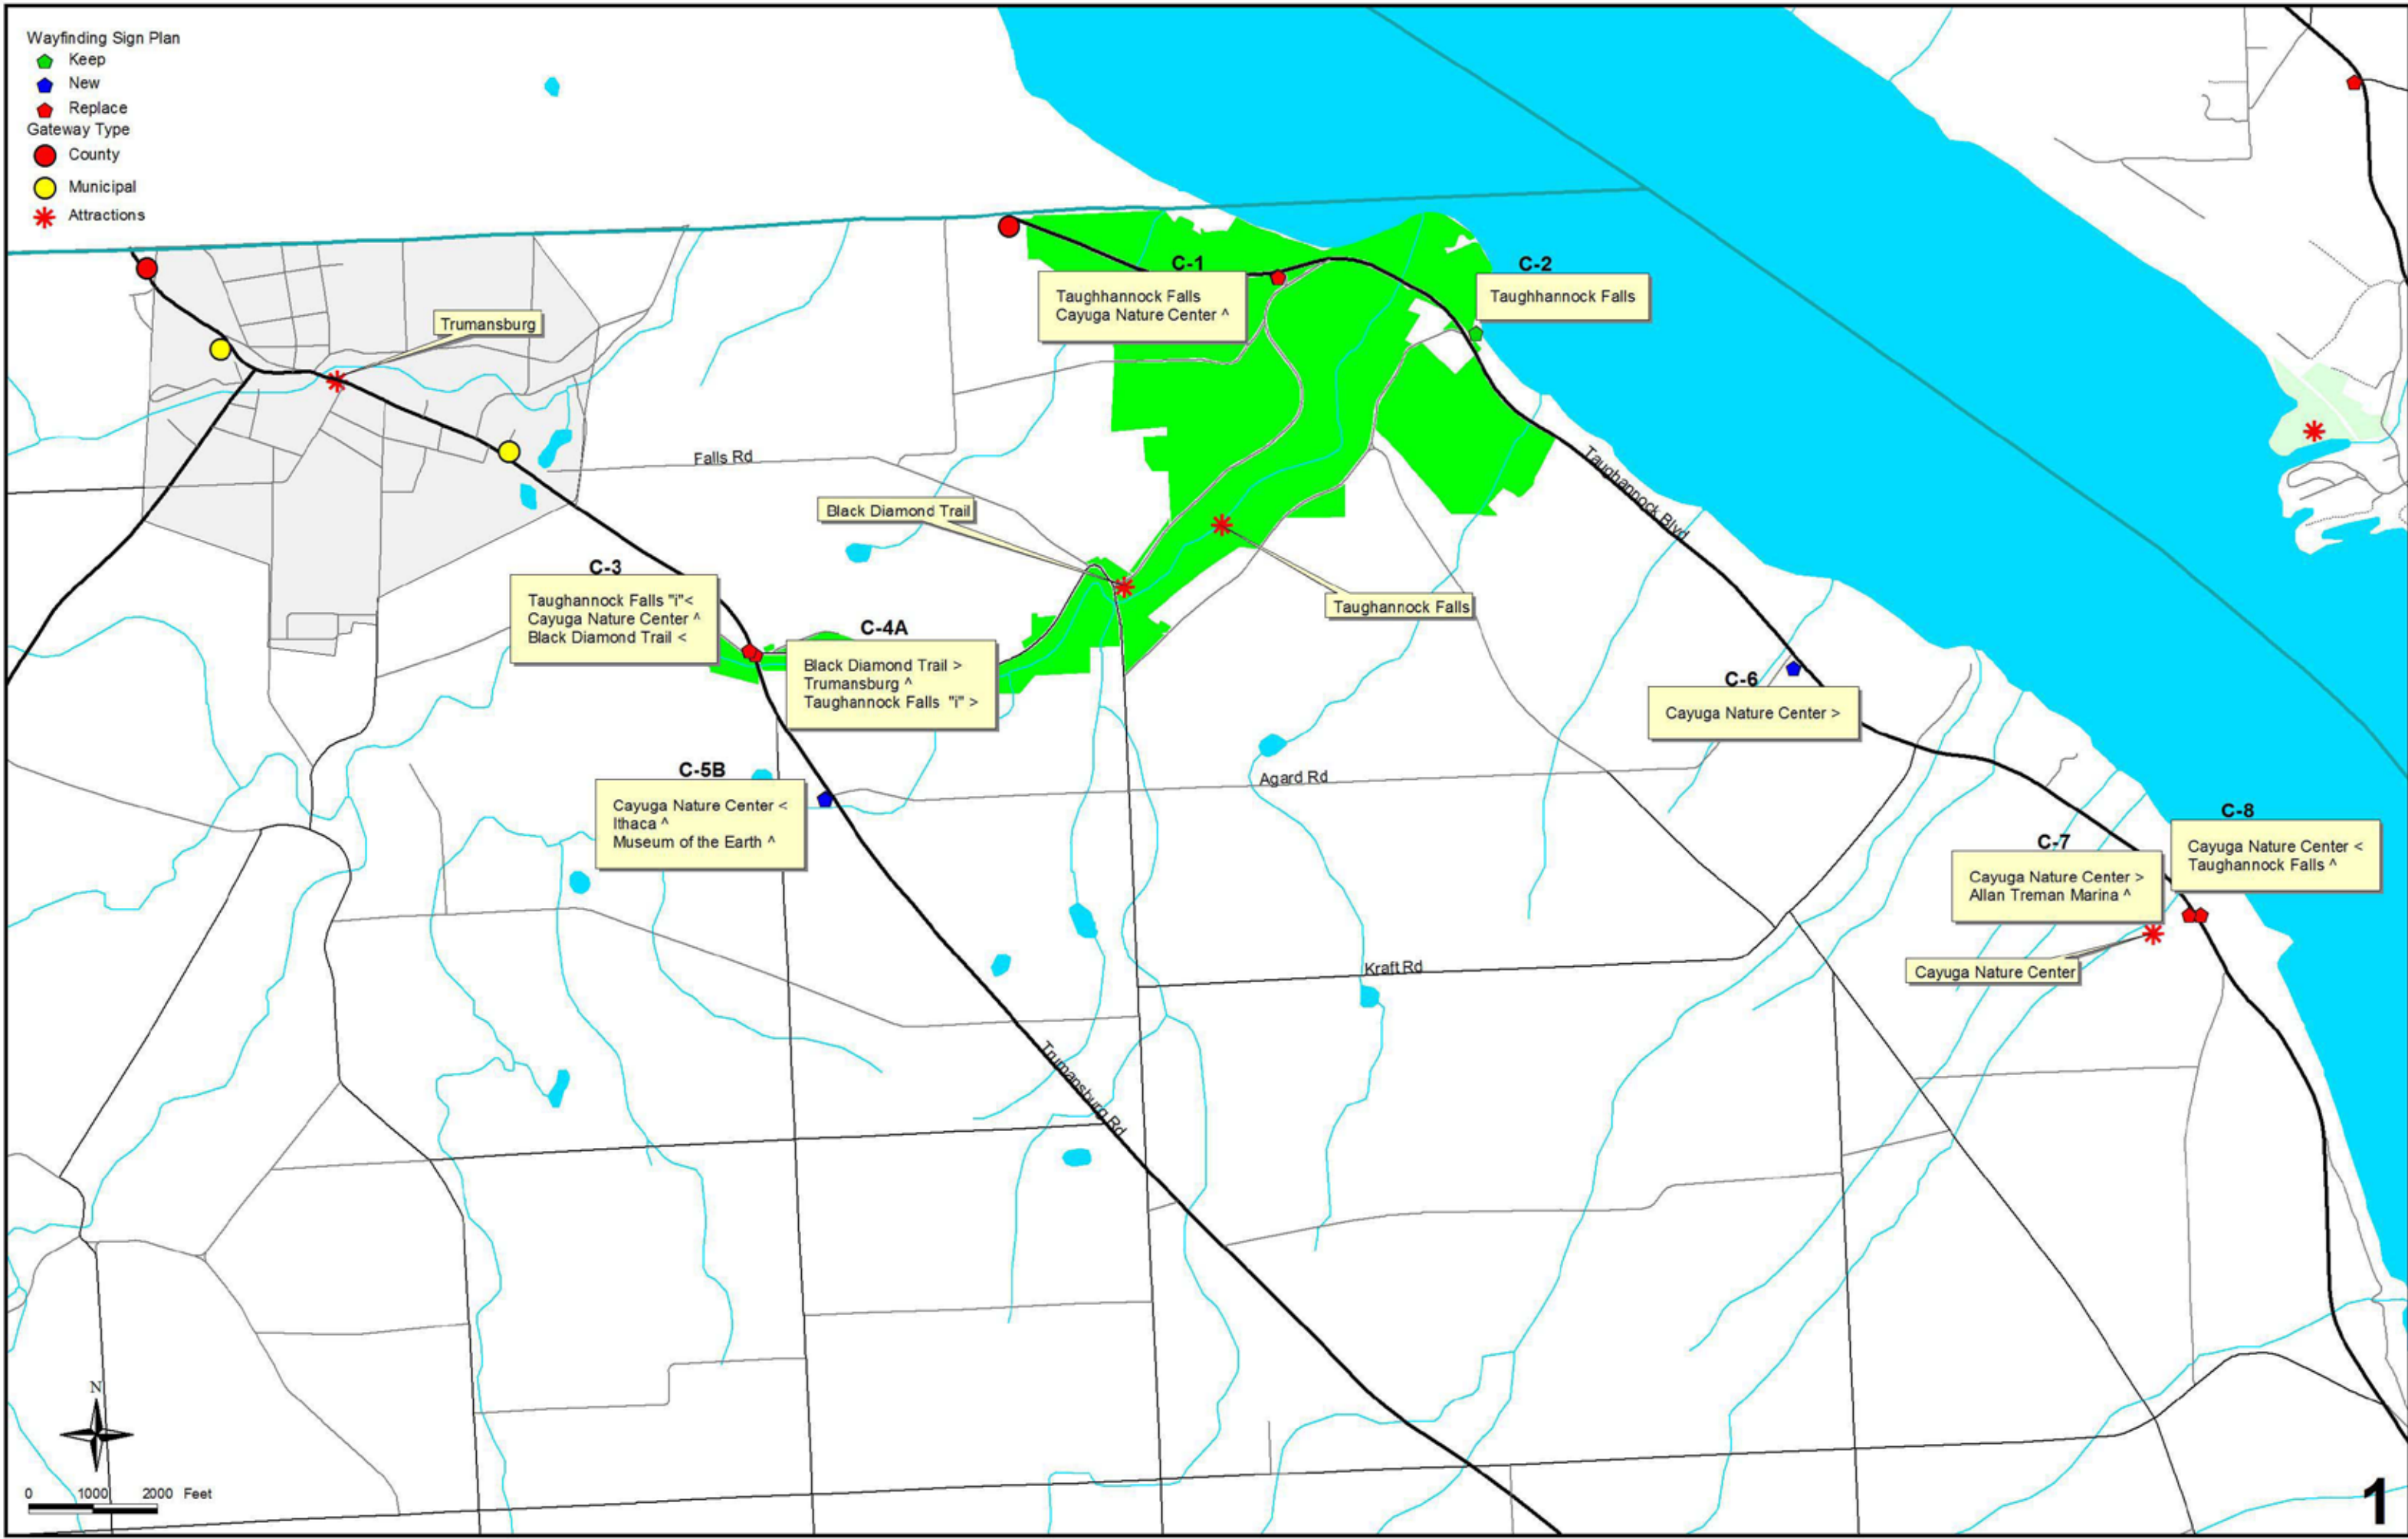 Wayfinding Sign Plan
Keep
New
Replace
Gateway Type
County
Municipal
Attractions
Trumansburg
C-1
Taughhannock Falls
Cayuga Nature Center ^
C-2
Taughhannock Falls
Falls Rd
Taughannock Blvd
Black Diamond Trail
Taughannock Falls
C-3
Taughannock Falls "i"<
Cayuga Nature Center ^
Black Diamond Trail <
C-4A
Black Diamond Trail >
Trumansburg ^
Taughannock Falls "i" >
C-6
Cayuga Nature Center >
C-5B
Cayuga Nature Center <
Ithaca ^
Museum of the Earth ^
Agard Rd
C-8
Cayuga Nature Center <
Taughannock Falls ^
C-7
Cayuga Nature Center >
Allan Treman Marina ^
Cayuga Nature Center
Kraft Rd
Trumansburg Rd
N
0 1000 2000 Feet
1